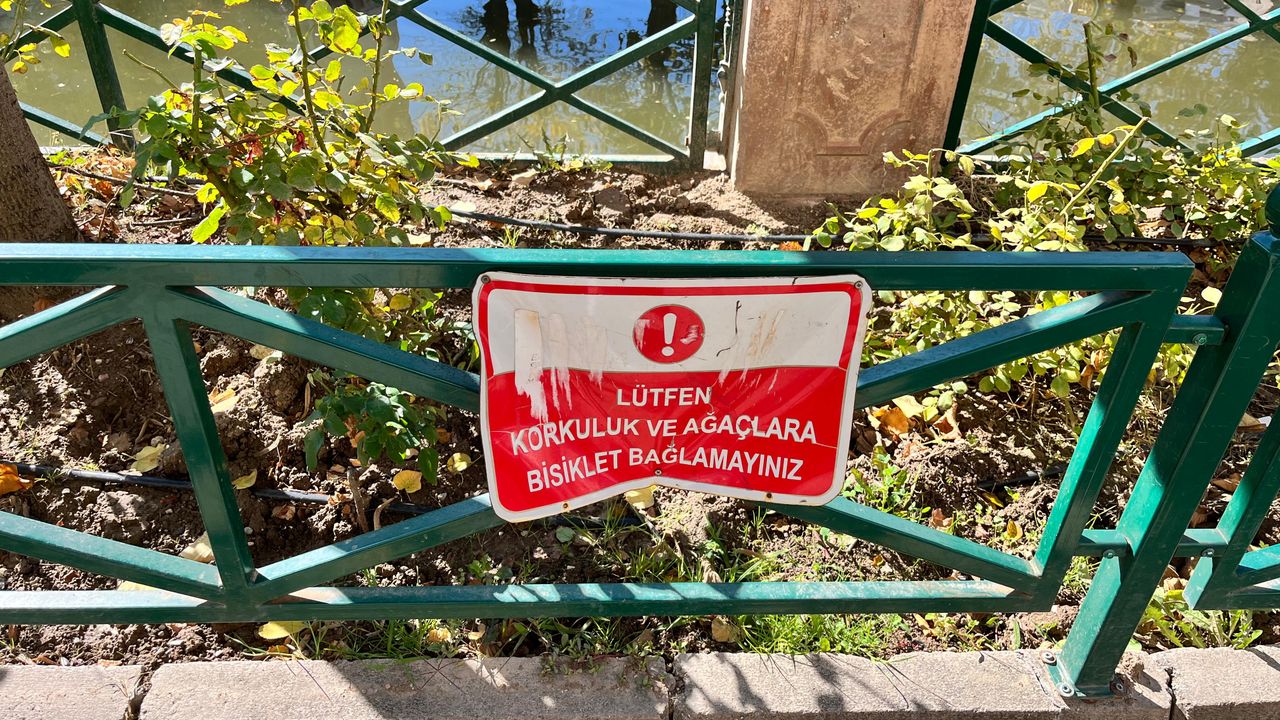 !
LÜTFEN
KORKULUK VE AĞAÇLARA
BİSİKLET BAĞLAMAYINIZ